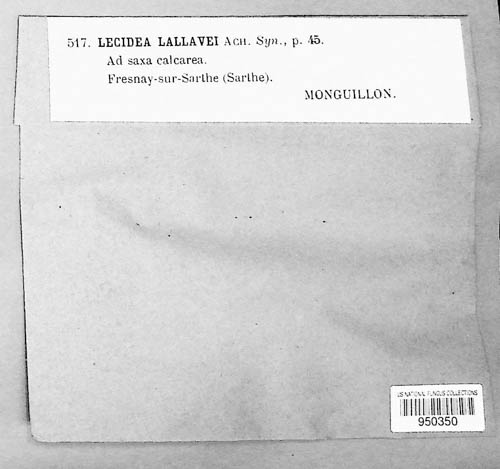 517. LECIDEA LALLAVEI Ach. Syn., p. 45.
Ad saxa calcarea.
Fresnay-sur-Sarthe (Sarthe).
MONGUILLON.
US NATIONAL FUNGUS COLLECTIONS
950350